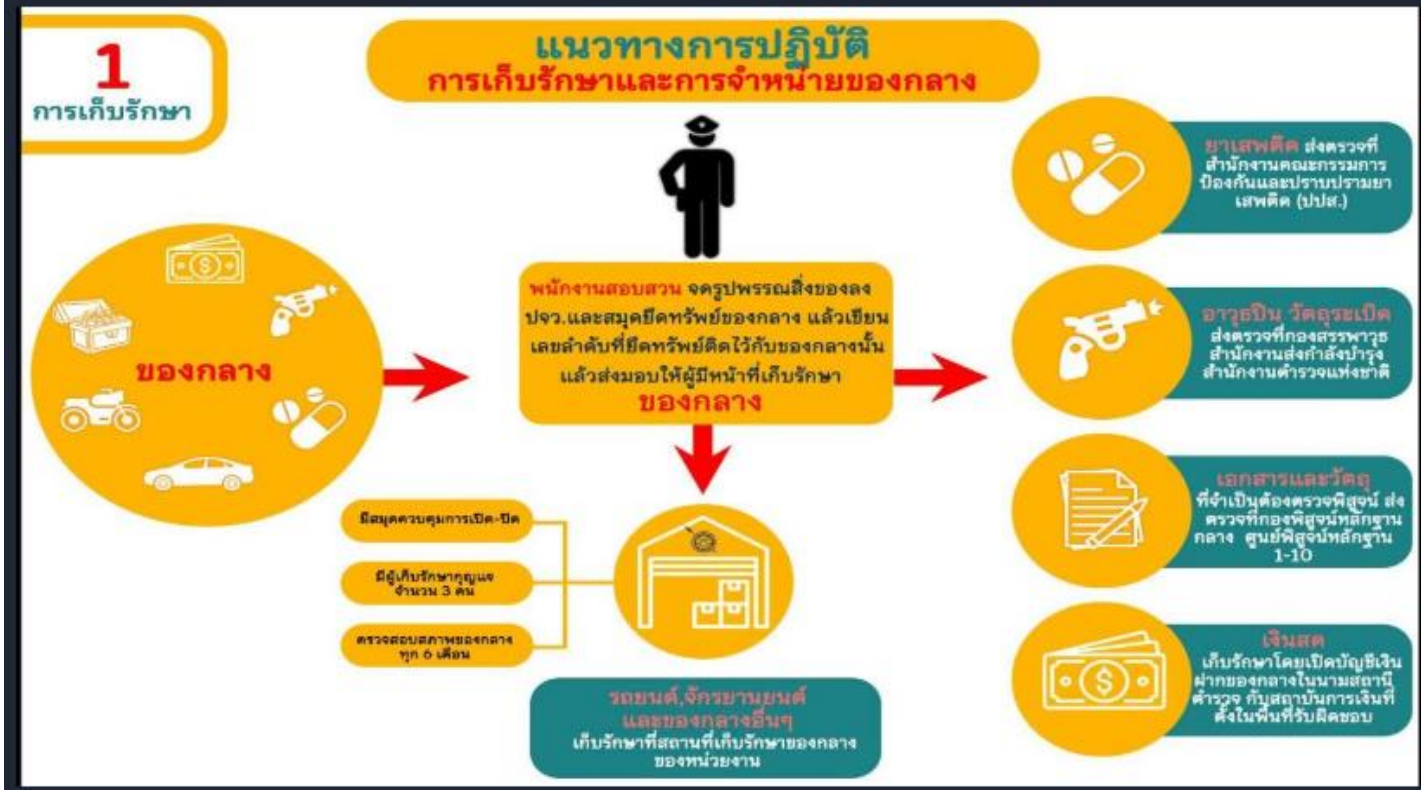 1
การเก็บรักษา
แนวทางการปฏิบัติ
การเก็บรักษาและการจำหน่ายของกลาง
ของกลาง
พนักงานสอบสวน จดรูปพรรณสิ่งของลง
ปจว.และสมุดยึดทรัพย์ของกลาง แล้วเขียน
เลขลำดับที่ยึดทรัพย์ติดไว้กับของกลางนั้น
แล้วส่งมอบให้ผู้มีหน้าที่เก็บรักษา
ของกลาง
มีสมุดควบคุมการเปิด-ปิด
มีผู้เก็บรักษากุญแจ
จำนวน 3 คน
ตรวจสอบสภาพของกลาง
ทุก 6 เดือน
รถยนต์,จักรยานยนต์
และของกลางอื่นๆ
เก็บรักษาที่สถานที่เก็บรักษาของกลาง
ของหน่วยงาน
ยาเสพติด ส่งตรวจที่
สำนักงานคณะกรรมการ
ป้องกันและปราบปรามยา
เสพติด (ปปส.)
อาวุธปืน วัตถุระเบิด
ส่งตรวจที่กองสรรพาวุธ
สำนักงานส่งกำลังบำรุง
สำนักงานตำรวจแห่งชาติ
เอกสารและวัตถุ
ที่จำเป็นต้องตรวจพิสูจน์ ส่ง
ตรวจที่กองพิสูจน์หลักฐาน
กลาง ศูนย์พิสูจน์หลักฐาน
1-10
เงินสด
เก็บรักษาโดยเปิดบัญชีเงิน
ฝากของกลางในนามสถานี
ตำรวจ กับสถาบันการเงินที่
ตั้งในพื้นที่รับผิดชอบ